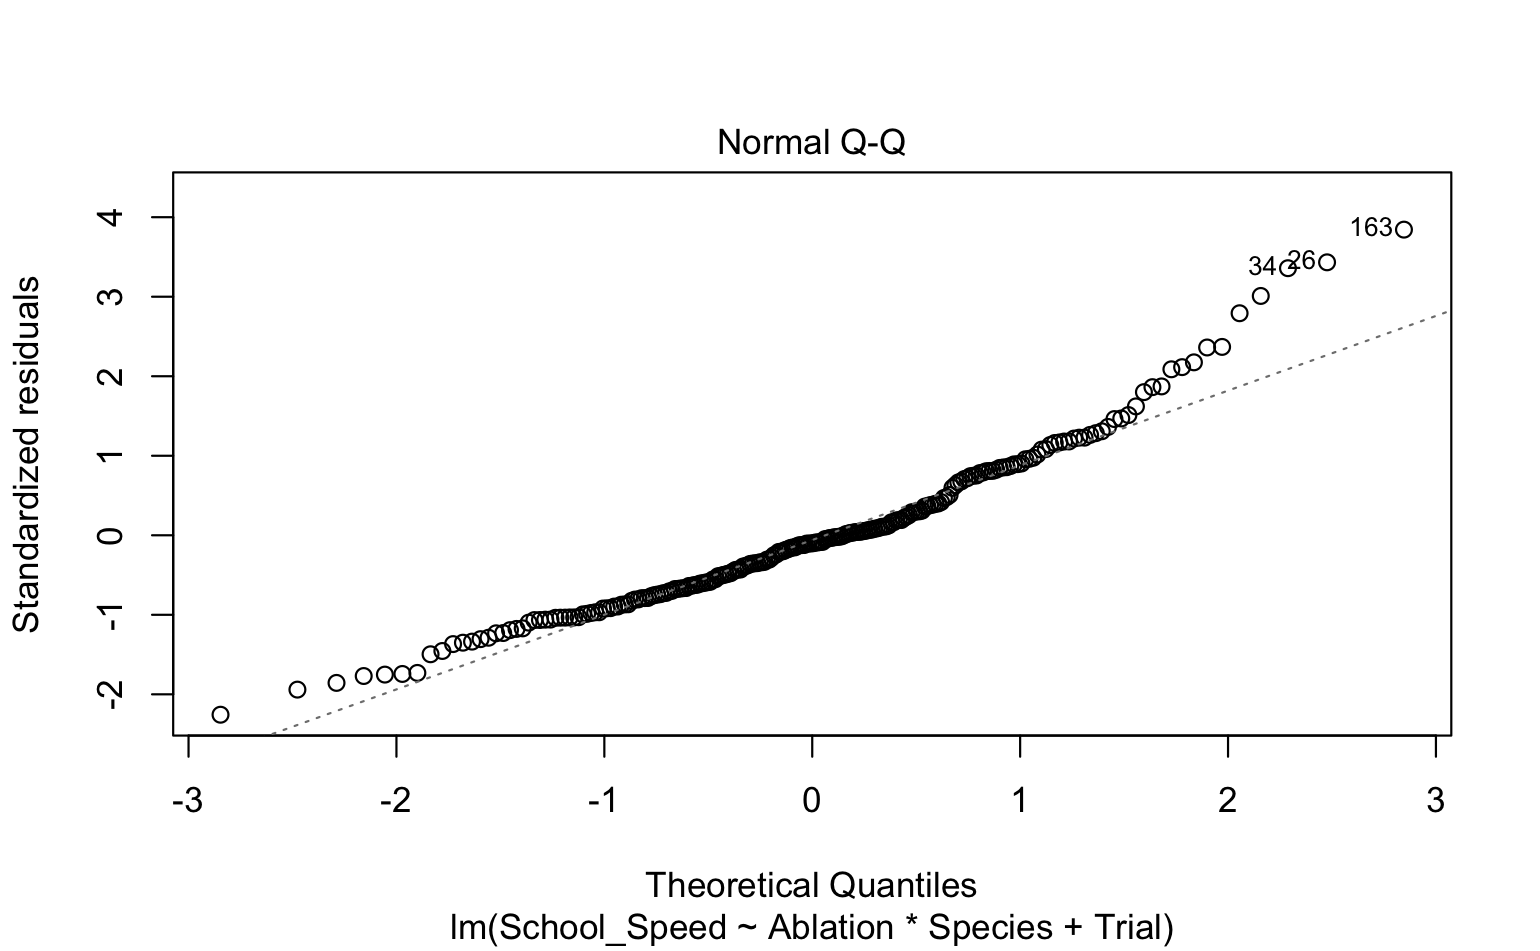 Normal Q-Q
Standardized residuals
4
3
2
1
0
-1
-2
163
34
26
-3 -2 -1 0 1 2 3
Theoretical Quantiles
lm(School_Speed ~ Ablation * Species + Trial)